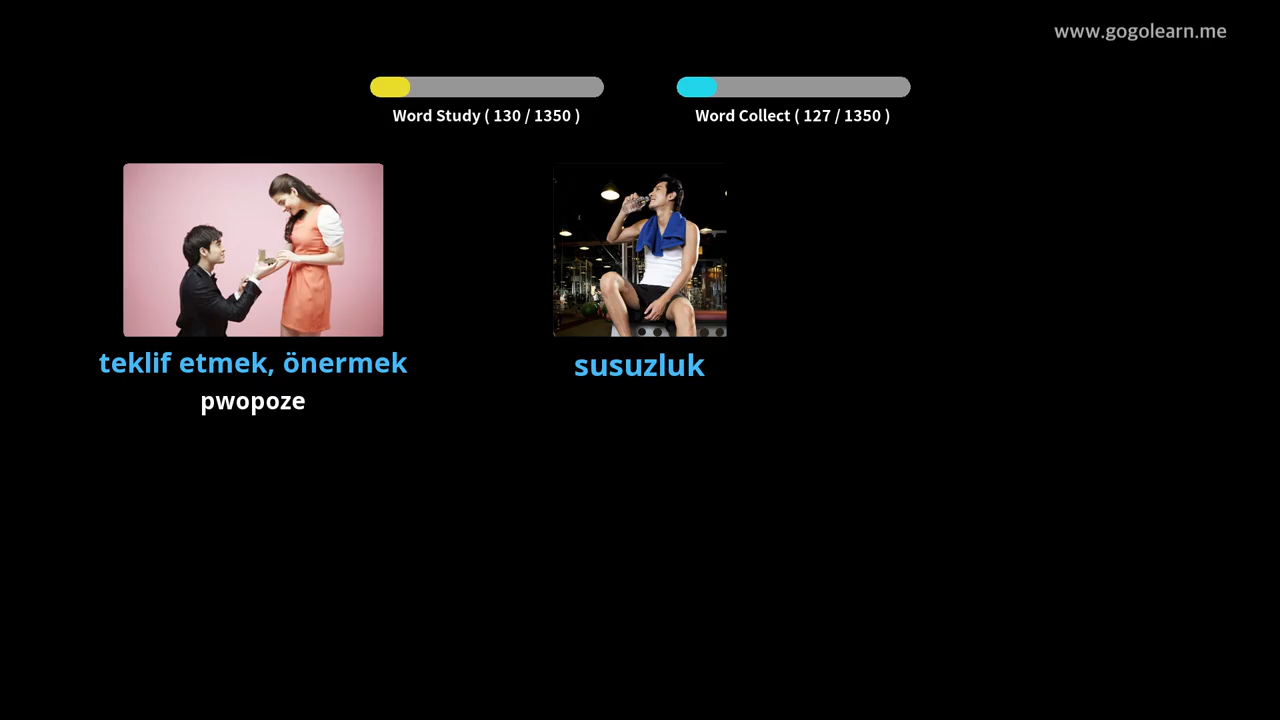 www.gogolearn.me
Word Study ( 130 / 1350 )
Word Collect ( 127 / 1350 )
teklif etmek, önermek
pwopoze
susuzluk